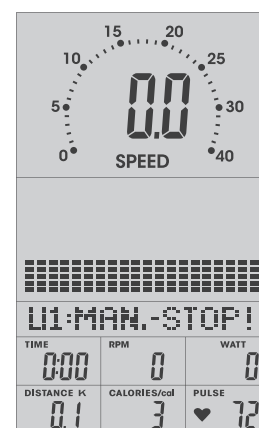 15 20
10 25
5 30
0.0
0 SPEED 40
U1:MAN.-STOP!
TIME RPM WATT
0:00 0 0
DISTANCE K CALORIES/cal PULSE
0.1 3 72